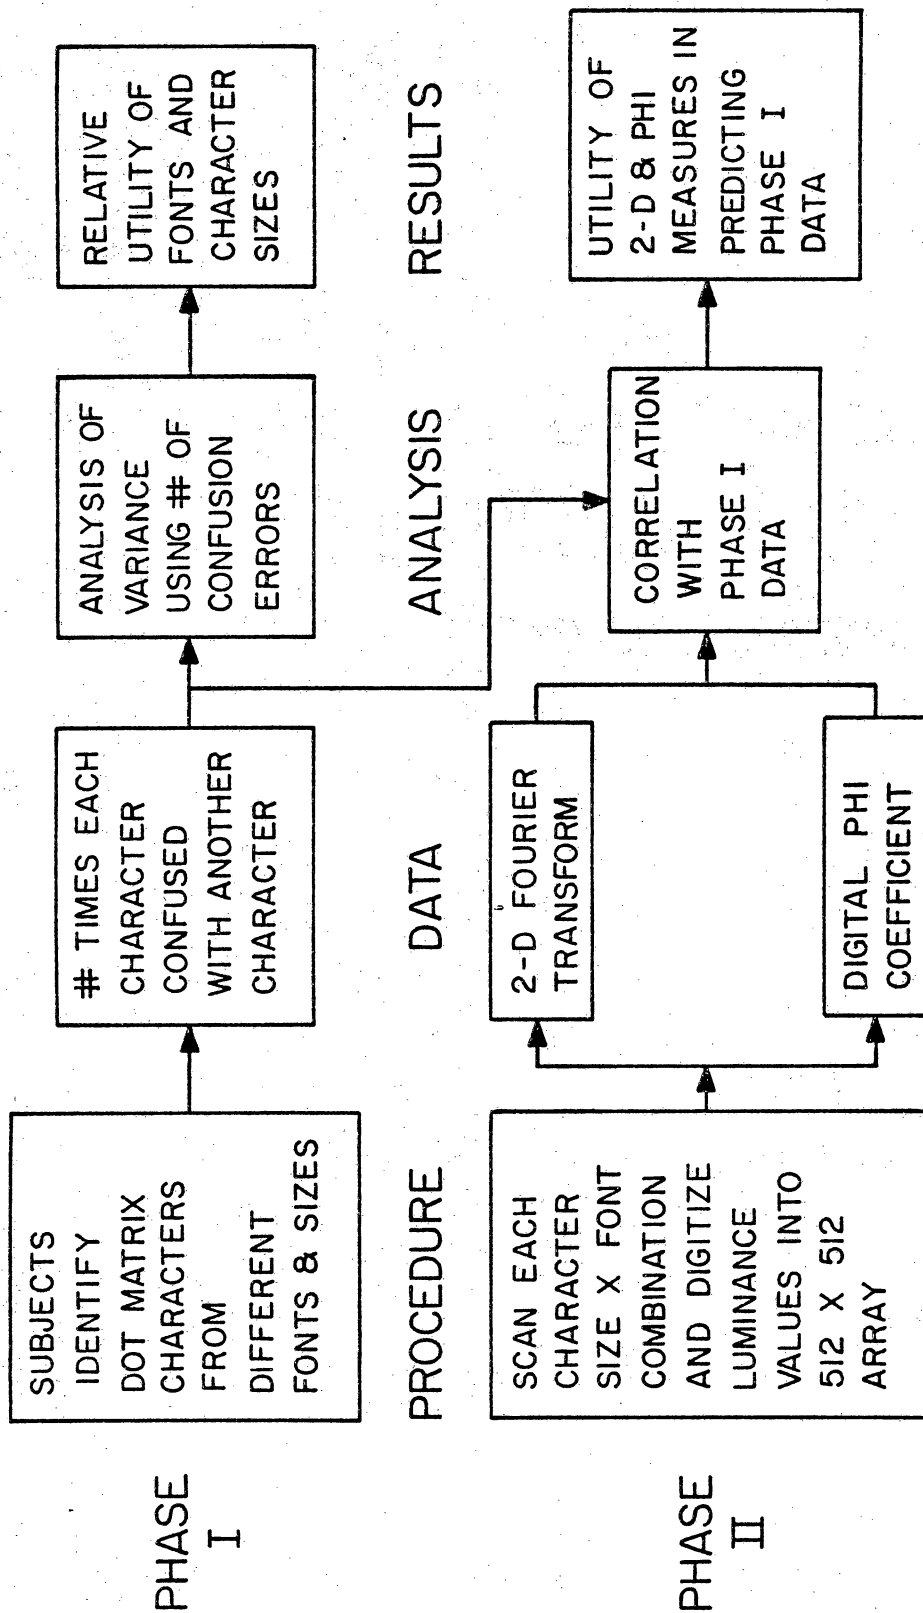 PHASE
I
SUBJECTS
IDENTIFY
DOT MATRIX
CHARACTERS
FROM
DIFFERENT
FONTS & SIZES
# TIMES EACH
CHARACTER
CONFUSED
WITH ANOTHER
CHARACTER
ANALYSIS OF
VARIANCE
USING # OF
CONFUSION
ERRORS
RELATIVE
UTILITY OF
FONTS AND
CHARACTER
SIZES
PROCEDURE
DATA
ANALYSIS
RESULTS
PHASE
II
SCAN EACH
CHARACTER
SIZE X FONT
COMBINATION
AND DIGITIZE
LUMINANCE
VALUES INTO
512 X 512
ARRAY
2-D FOURIER
TRANSFORM
DIGITAL PHI
COEFFICIENT
CORRELATION
WITH
PHASE I
DATA
UTILITY OF
2-D & PHI
MEASURES IN
PREDICTING
PHASE I
DATA